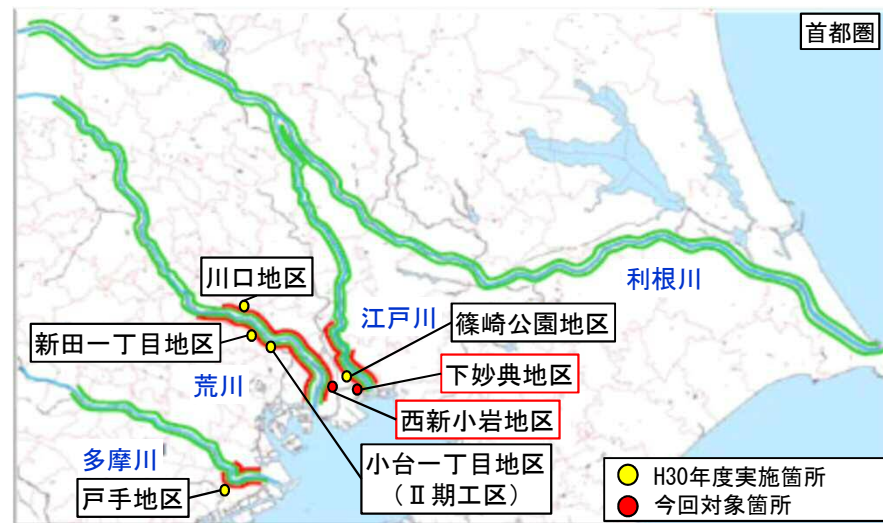 首都圏
川口地区
利根川
江戸川
篠崎公園地区
新田一丁目地区
下妙典地区
荒川
西新小岩地区
小台一丁目地区
(Ⅱ期工区)
多摩川
戸手地区
H30年度実施箇所
今回対象箇所